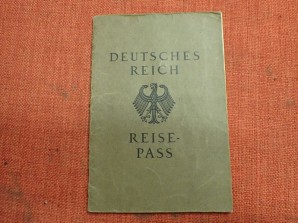 DEUTSCHES
REICH
REISE-
PASS